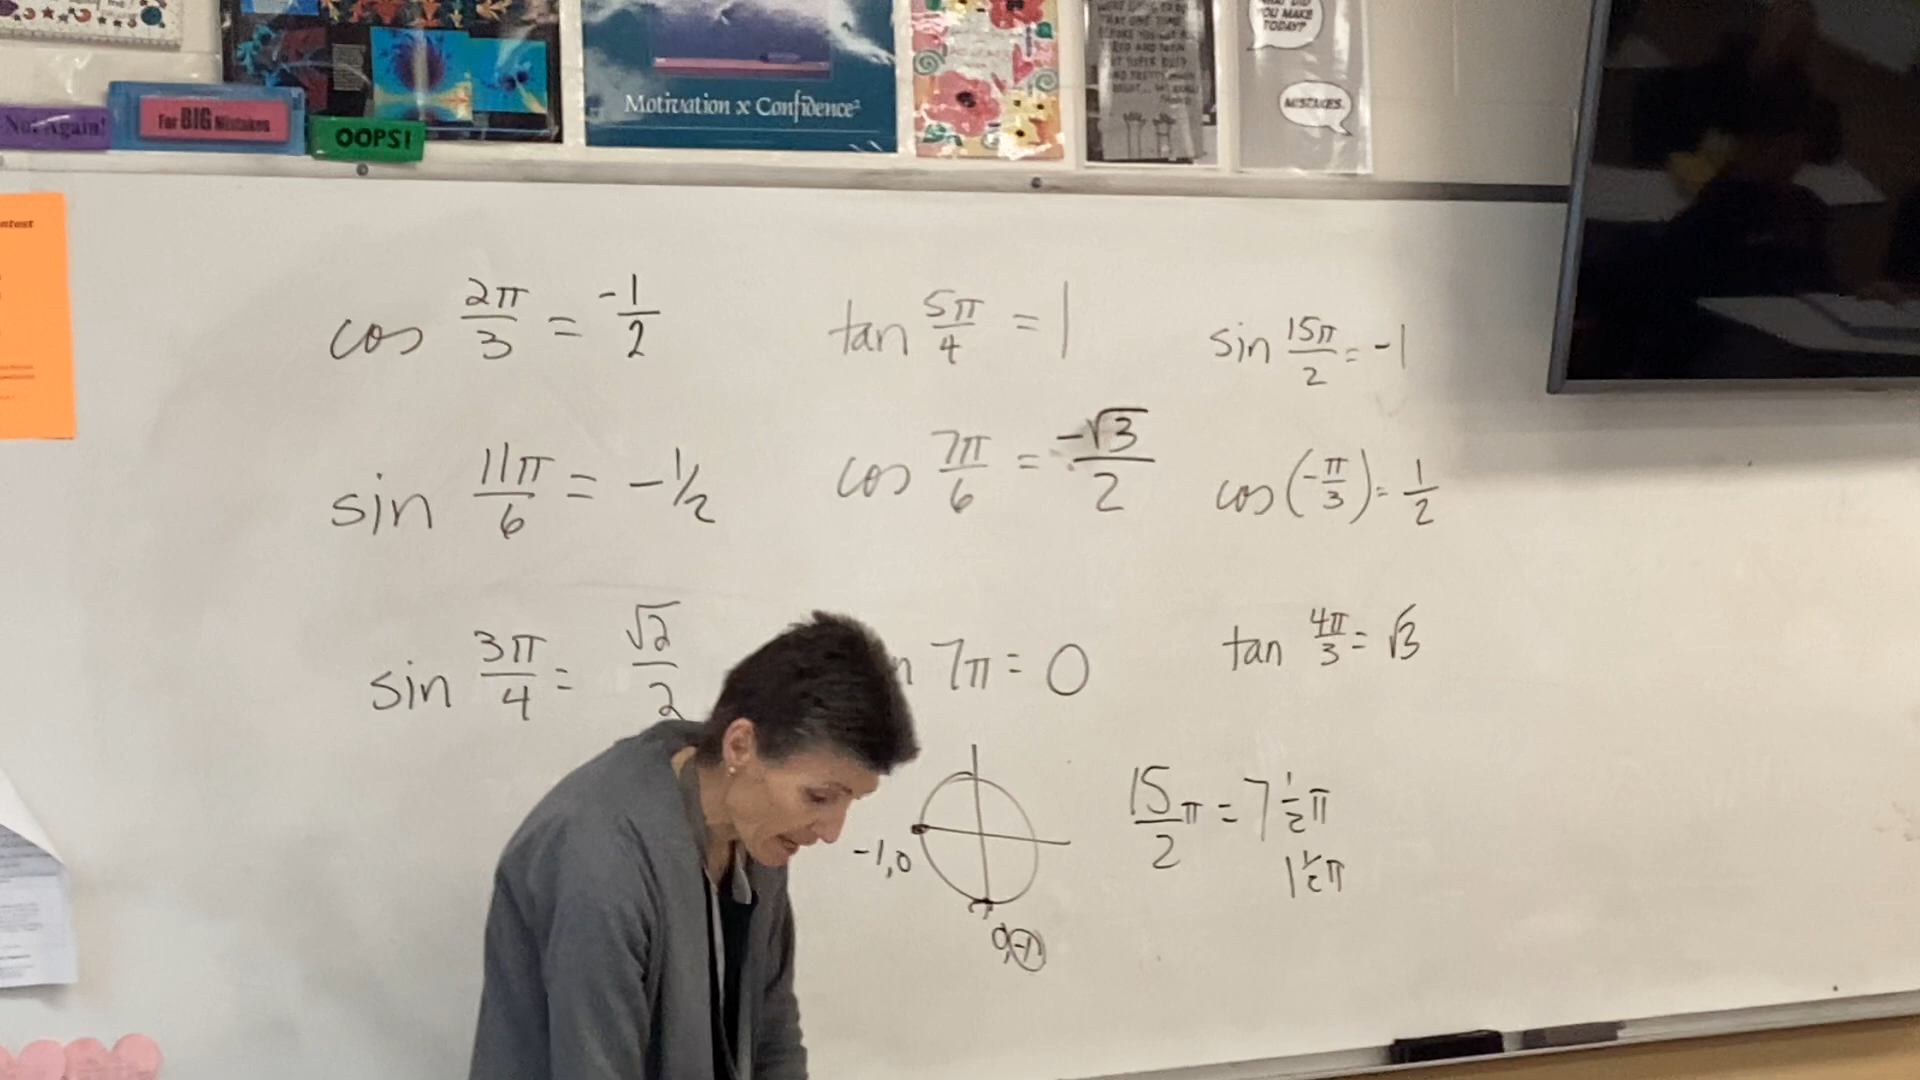 Not Again!
For BIG Mistakes
OOPS!
Motivation x Confidence²
YOU MAKE
TODAY?
MISTAKES.
cos 2π/3 = -1/2
tan 5π/4 = 1
sin 15π/2 = -1
sin 11π/6 = -1/2
cos 7π/6 = -√3/2
cos(-π/3) = 1/2
sin 3π/4 = √2/2
n 7π = 0
tan 4π/3 = √3
-1,0
0,-1
15/2 π = 7 1/2 π
1 1/2 π